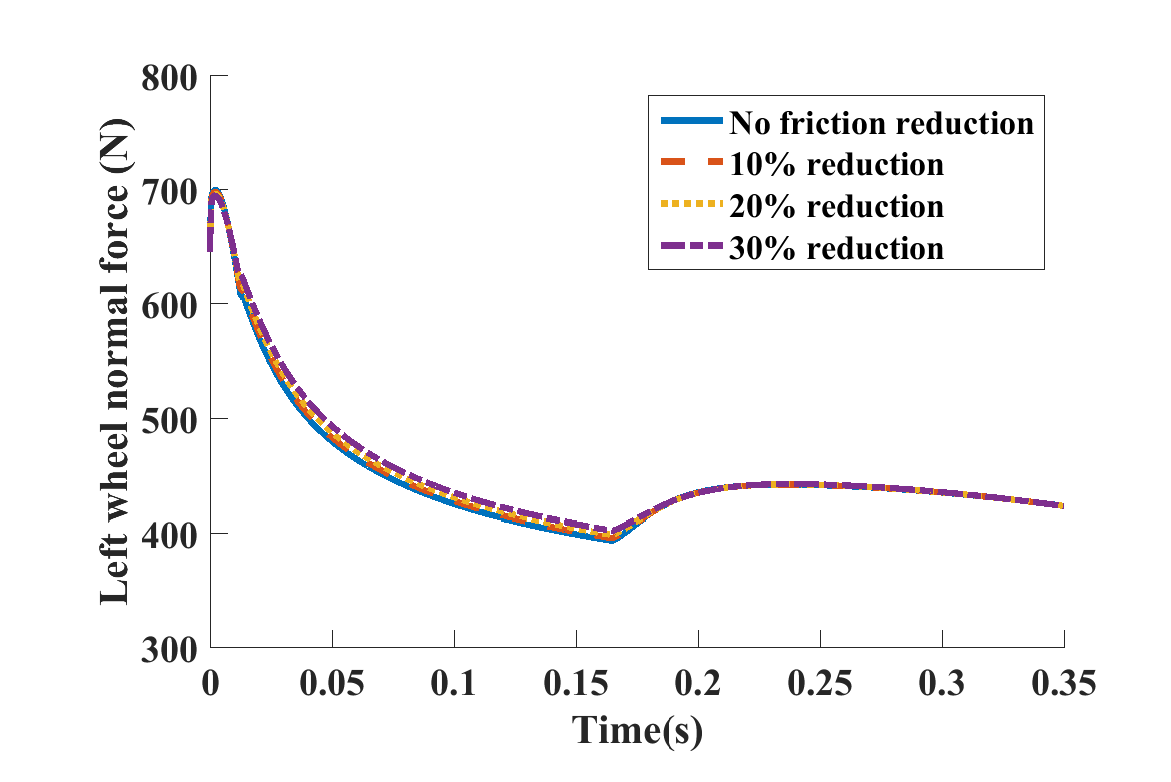 800
700
600
500
400
300
Left wheel normal force (N)
No friction reduction
10% reduction
20% reduction
30% reduction
0 0.05 0.1 0.15 0.2 0.25 0.3 0.35
Time(s)